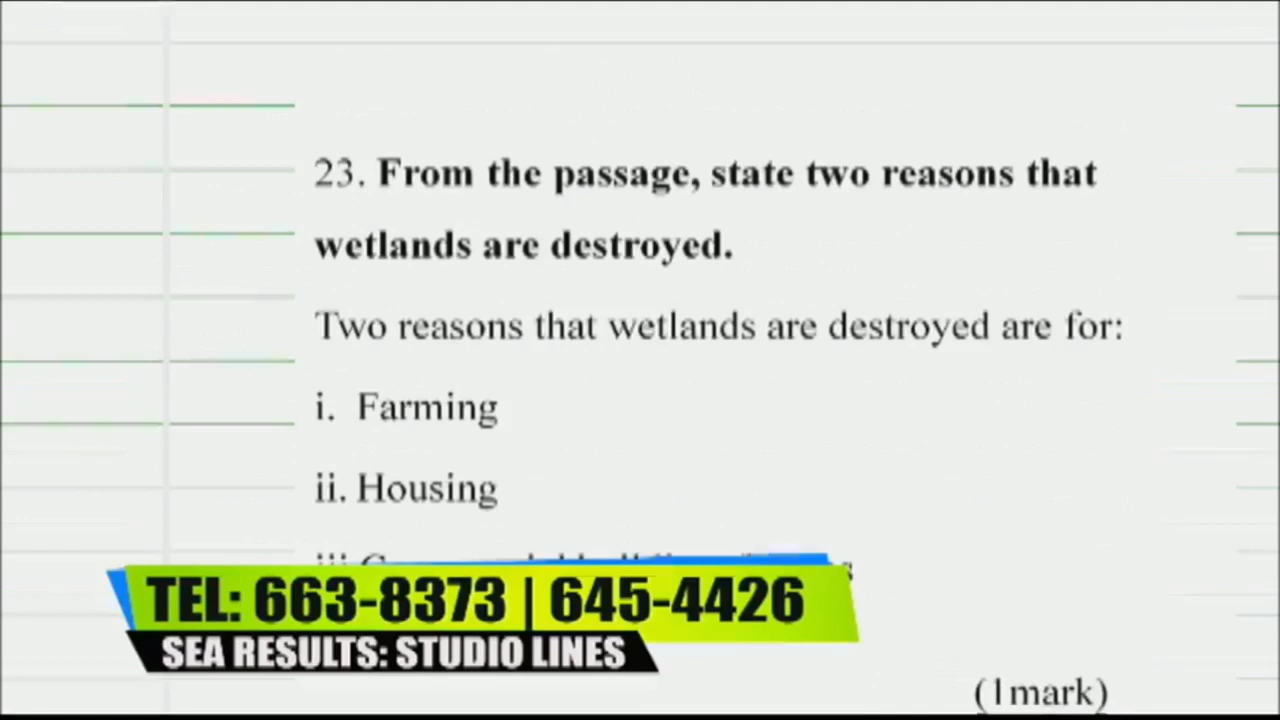 23. From the passage, state two reasons that
wetlands are destroyed.
Two reasons that wetlands are destroyed are for:
i. Farming
ii. Housing
iii
TEL: 663-8373 | 645-4426
SEA RESULTS: STUDIO LINES
(1mark)